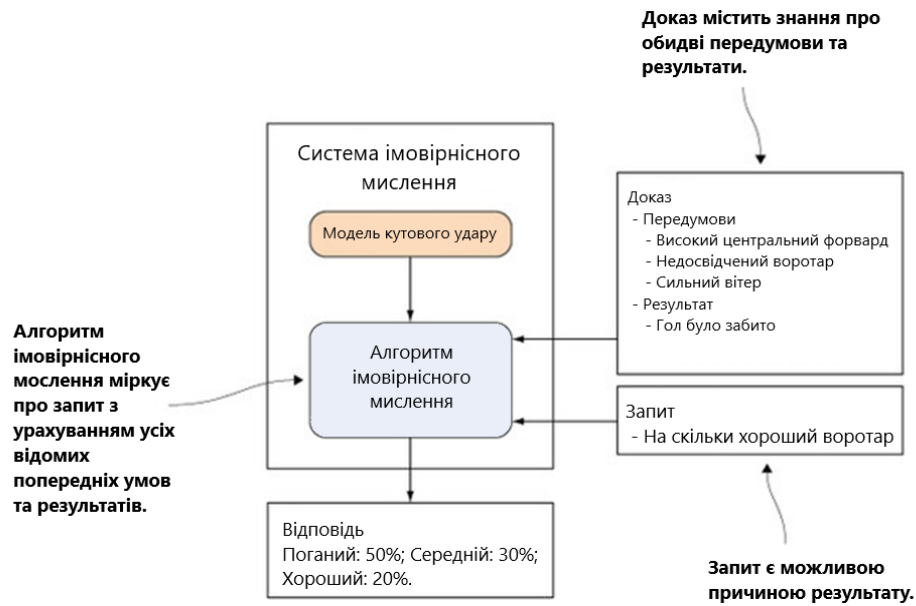 Доказ містить знання про
обидві передумови та
результати.
Система імовірнісного
мислення
Модель кутового удару
Доказ
- Передумови
- Високий центральний форвард
- Недосвідчений воротар
- Сильний вітер
- Результат
- Гол було забито
Алгоритм
імовірнісного
мослення міркує
про запит з
урахуванням усіх
відомих
попередніх умов
та результатів.
Алгоритм
імовірнісного
мислення
Запит
- На скільки хороший воротар
Відповідь
Поганий: 50%; Середній: 30%;
Хороший: 20%.
Запит є можливою
причиною результату.